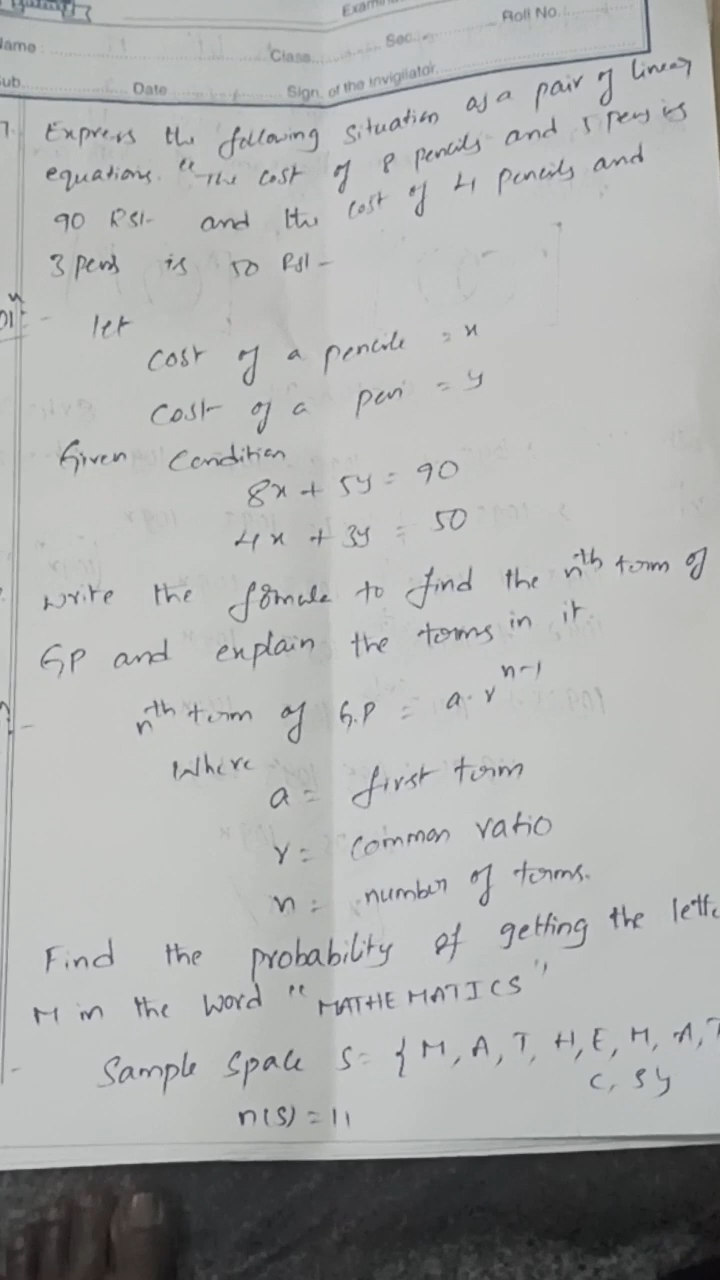 Name
Class
Sec
Roll No.
Sub
Date
Sign. of the Invigilator
7. Express the following situation as a pair of linear
equations. "The cost of 8 pencils and 5 pens is
90 Rs/- and the cost of 4 pencils and
3 pens is 50 Rs/-
let
cost of a pencile = x
cost of a pen = y
Given Condition
8x + 5y = 90
4x + 3y = 50
write the fomula to find the nth term of
GP and explain the terms in it.
nth term of G.P = a. r^n-1
Where
a = first term
r = common ratio
n = number of terms.
Find the probability of getting the lette
M in the word "MATHEMATICS"
Sample Space S= {M, A, T, H, E, M, A, T
C, S}
n(S) = 11